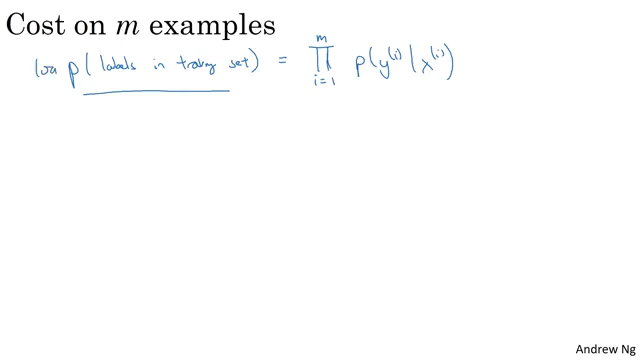 Cost on m examples
log p( labels in training set ) = ∏_{i=1}^{m} p(y^{(i)} | x^{(i)})
Andrew Ng